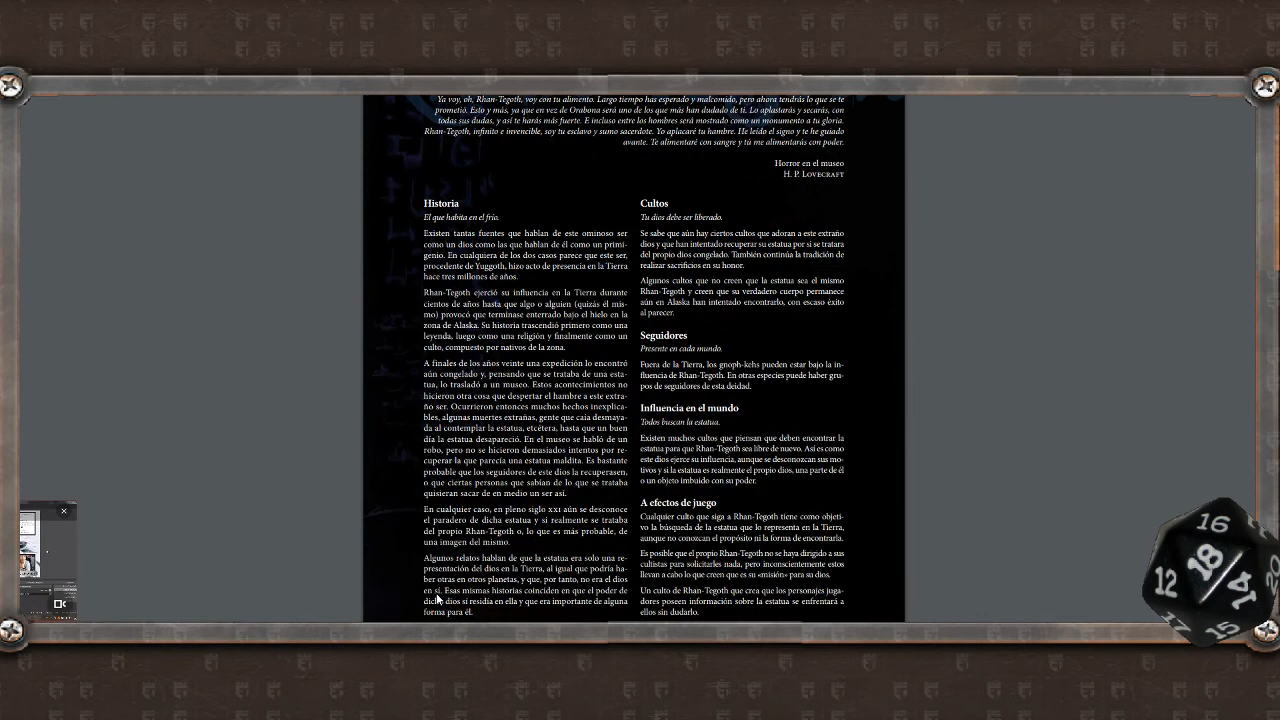 Ya voy, oh, Rhan-Tegoth, voy con tu alimento. Largo tiempo has esperado y malcomido, pero ahora tendrás lo que se te
prometió. Esto y más, ya que en vez de Orabona será uno de los que más han dudado de ti. Lo aplastarás y secarás, con
todas sus dudas, y así te harás más fuerte. E incluso entre los hombres será mostrado como un monumento a tu gloria.
Rhan-Tegoth, infinito e invencible, soy tu esclavo y sumo sacerdote. Yo aplacaré tu hambre. He leído el signo y te he guiado
avante. Te alimentaré con sangre y tú me alimentarás con poder.
Horror en el museo
H. P. Lovecraft
Historia
El que habita en el frío.
Existen tantas fuentes que hablan de este ominoso ser
como un dios como las que hablan de él como un primi-
genio. En cualquiera de los dos casos parece que este ser,
procedente de Yuggoth, hizo acto de presencia en la Tierra
hace tres millones de años.
Rhan-Tegoth ejerció su influencia en la Tierra durante
cientos de años hasta que algo o alguien (quizás él mis-
mo) provocó que terminase enterrado bajo el hielo en la
zona de Alaska. Su historia trascendió primero como una
leyenda, luego como una religión y finalmente como un
culto, compuesto por nativos de la zona.
A finales de los años veinte una expedición lo encontró
aún congelado y, pensando que se trataba de una esta-
tua, lo trasladó a un museo. Estos acontecimientos no
hicieron otra cosa que despertar el hambre a este extra-
ño ser. Ocurrieron entonces muchos hechos inexplica-
bles, algunas muertes extrañas, gente que caía desmaya-
da al contemplar la estatua, etcétera, hasta que un buen
día la estatua desapareció. En el museo se habló de un
robo, pero no se hicieron demasiados intentos por re-
cuperar la que parecía una estatua maldita. Es bastante
probable que los seguidores de este dios la recuperasen,
o que ciertas personas que sabían de lo que se trataba
quisieran sacar de en medio un ser así.
En cualquier caso, en pleno siglo XXI aún se desconoce
el paradero de dicha estatua y si realmente se trataba
del propio Rhan-Tegoth o, lo que es más probable, de
una imagen del mismo.
Algunos relatos hablan de que la estatua era solo una re-
presentación del dios en la Tierra, al igual que podría ha-
ber otras en otros planetas, y que, por tanto, no era el dios
en sí. Esas mismas historias coinciden en que el poder de
dicho dios sí residía en ella y que era importante de alguna
forma para él.
Cultos
Tu dios debe ser liberado.
Se sabe que aún hay ciertos cultos que adoran a este extraño
dios y que han intentado recuperar su estatua por si se tratara
del propio dios congelado. También continúa la tradición de
realizar sacrificios en su honor.
Algunos cultos que no creen que la estatua sea el mismo
Rhan-Tegoth y creen que su verdadero cuerpo permanece
aún en Alaska han intentado encontrarlo, con escaso éxito
al parecer.
Seguidores
Presente en cada mundo.
Fuera de la Tierra, los gnoph-kehs pueden estar bajo la in-
fluencia de Rhan-Tegoth. En otras especies puede haber gru-
pos de seguidores de esta deidad.
Influencia en el mundo
Todos buscan la estatua.
Existen muchos cultos que piensan que deben encontrar la
estatua para que Rhan-Tegoth sea libre de nuevo. Así es como
este dios ejerce su influencia, aunque se desconozcan sus mo-
tivos y si la estatua es realmente el propio dios, una parte de él
o un objeto imbuido con su poder.
A efectos de juego
Cualquier culto que siga a Rhan-Tegoth tiene como objeti-
vo la búsqueda de la estatua que lo representa en la Tierra,
aunque no conozcan el propósito ni la forma de encontrarla.
Es posible que el propio Rhan-Tegoth no se haya dirigido a sus
cultistas para solicitarles nada, pero inconscientemente estos
llevan a cabo lo que creen que es su «misión» para su dios.
Un culto de Rhan-Tegoth que crea que los personajes juga-
dores poseen información sobre la estatua se enfrentará a
ellos sin dudarlo.
16
18
12
14
17
15